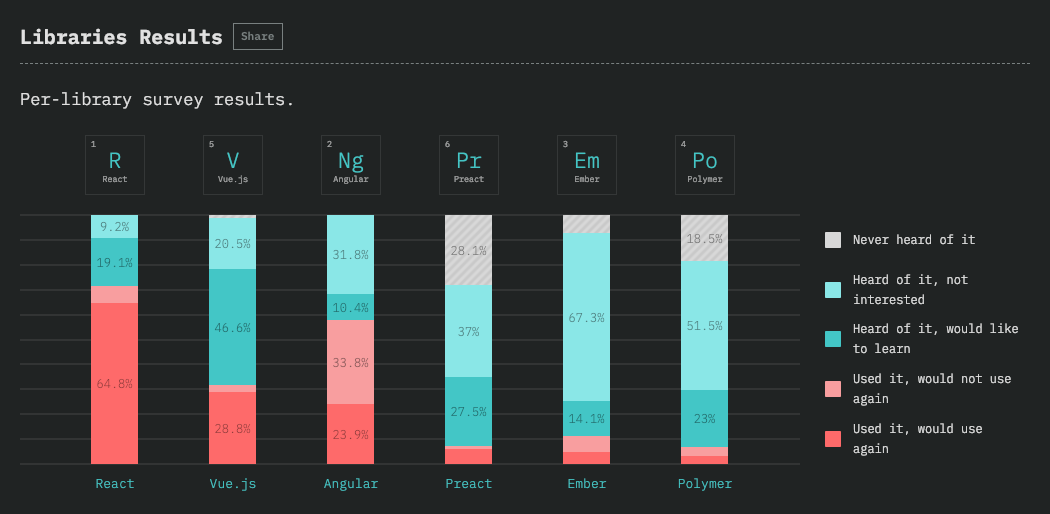 Libraries Results Share
Per-library survey results.
1
R
React
5
V
Vue.js
2
Ng
Angular
6
Pr
Preact
3
Em
Ember
4
Po
Polymer
9.2%
19.1%
64.8%
20.5%
46.6%
28.8%
31.8%
10.4%
33.8%
23.9%
28.1%
37%
27.5%
67.3%
14.1%
18.5%
51.5%
23%
Never heard of it
Heard of it, not
interested
Heard of it, would like
to learn
Used it, would not use
again
Used it, would use
again
React Vue.js Angular Preact Ember Polymer